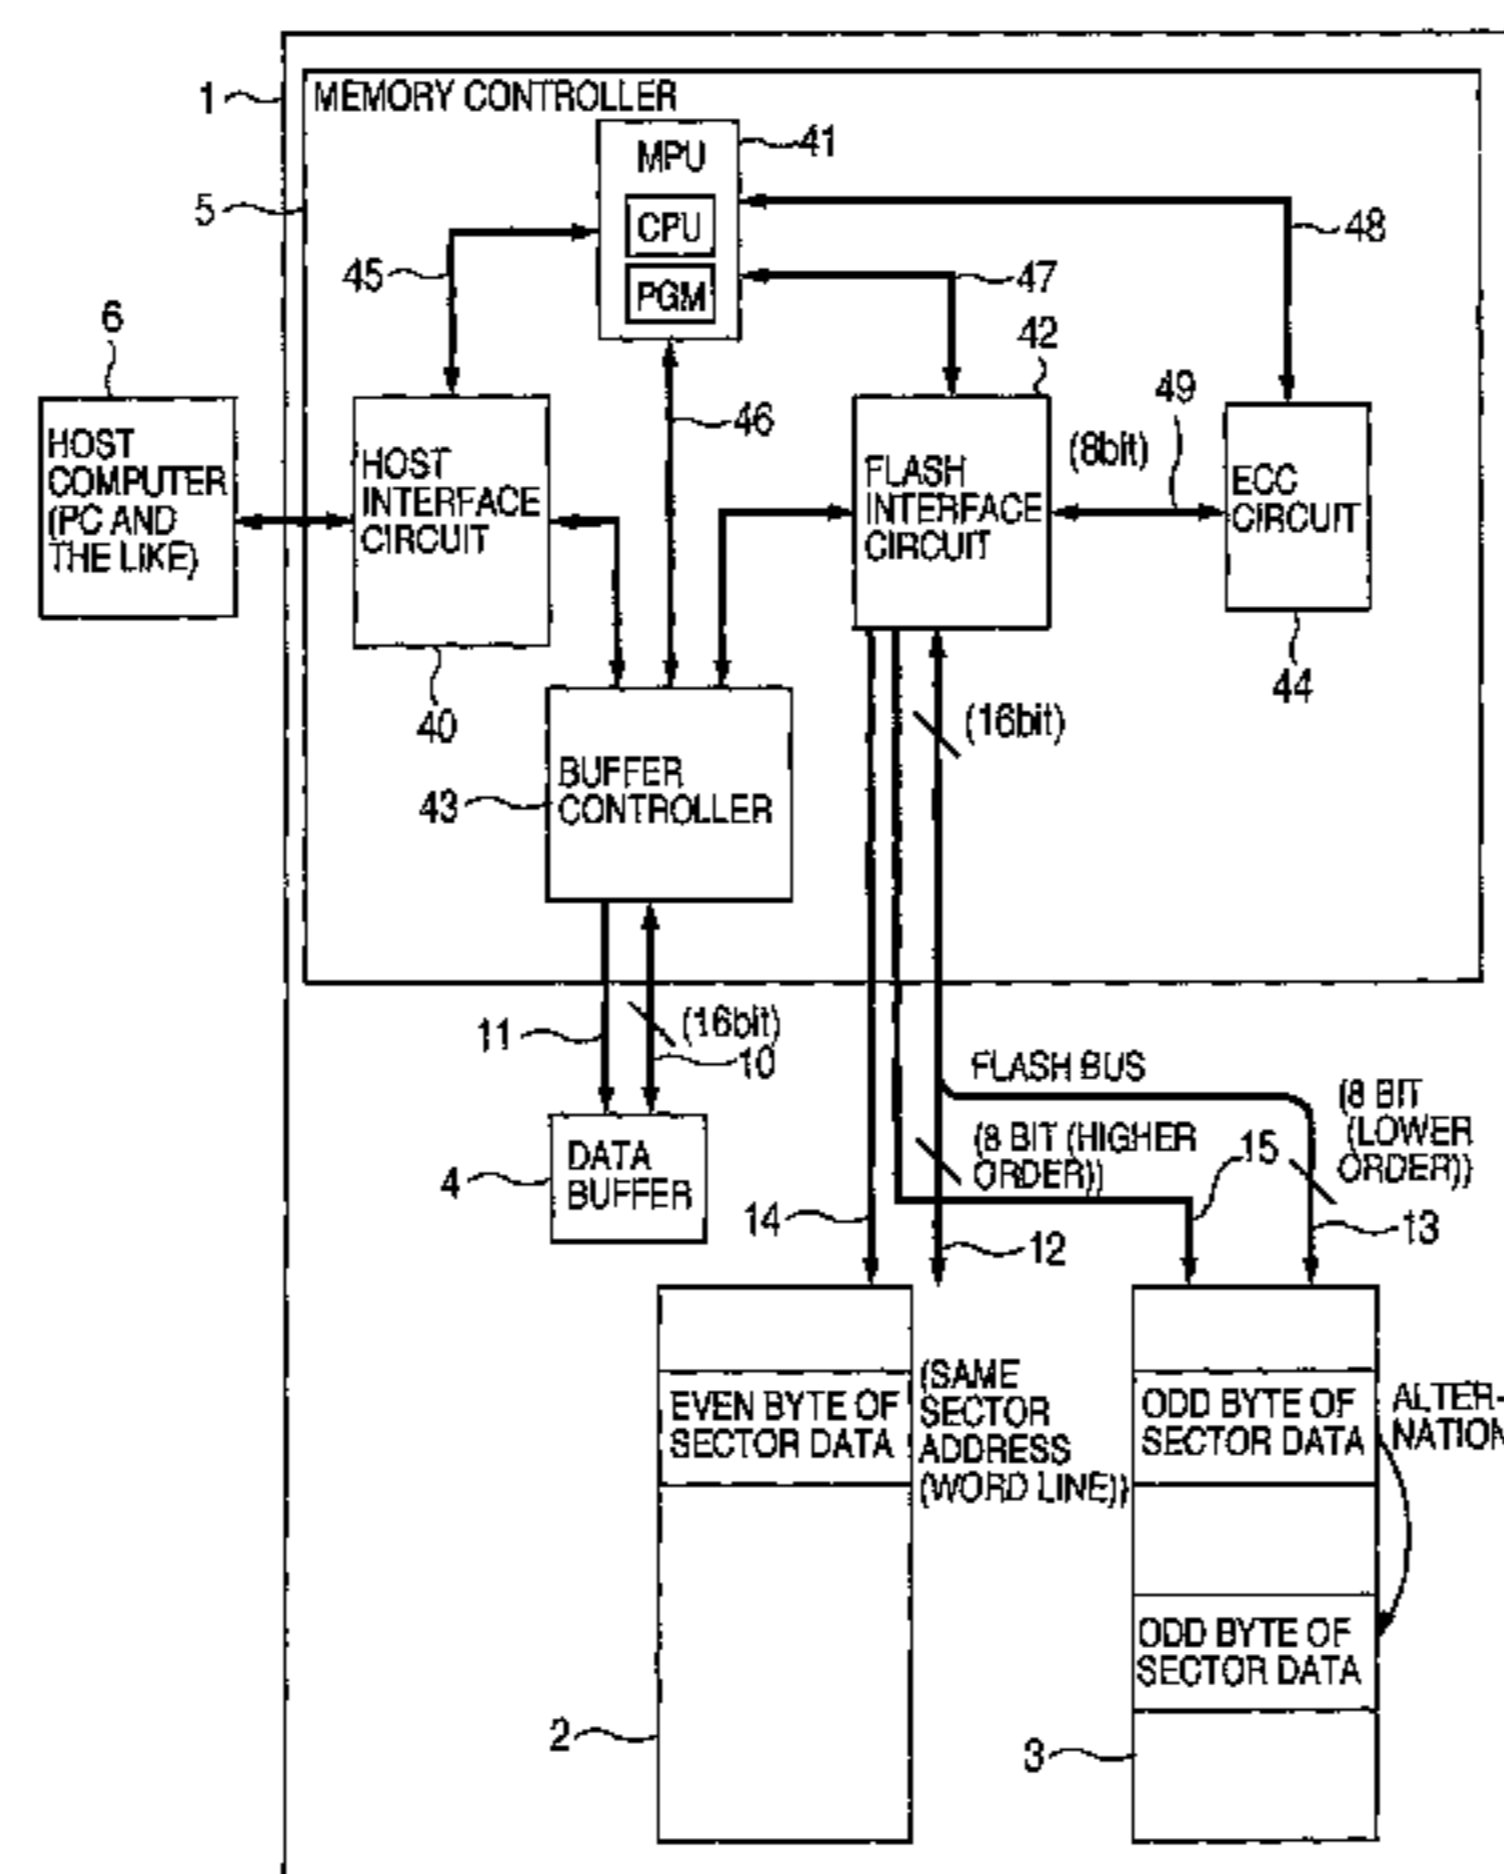 1
MEMORY CONTROLLER
MPU
41
CPU
PGM
5
45
48
47
6
42
46
49
HOST
COMPUTER
(PC AND
THE LIKE)
HOST
INTERFACE
CIRCUIT
FLASH
INTERFACE
CIRCUIT
(8bit)
ECC
CIRCUIT
40
44
(16bit)
43
BUFFER
CONTROLLER
11
(16bit)
10
FLASH BUS
(8 BIT
(LOWER
ORDER))
(8 BIT (HIGHER
ORDER))
15
4
DATA
BUFFER
14
12
13
EVEN BYTE OF
SECTOR DATA
(SAME
SECTOR
ADDRESS
(WORD LINE))
ODD BYTE OF
SECTOR DATA
ALTER-
NATION
ODD BYTE OF
SECTOR DATA
2
3